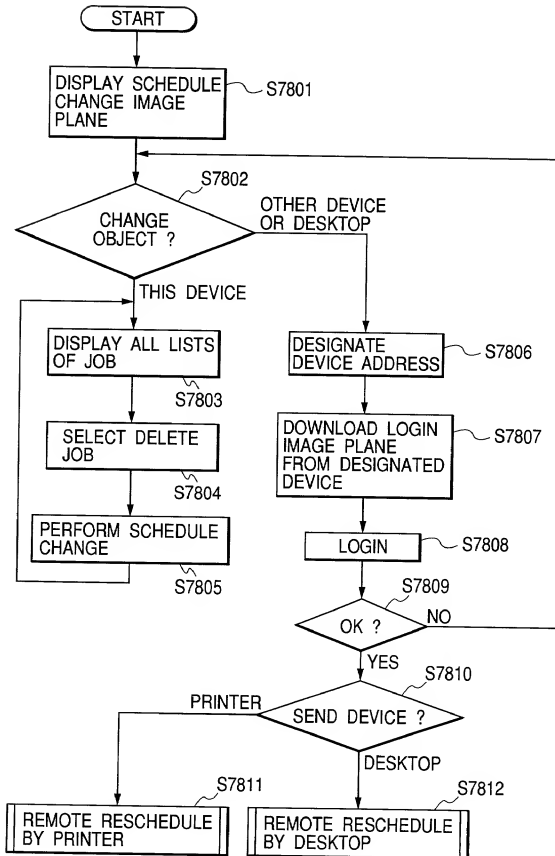 START
DISPLAY SCHEDULE
CHANGE IMAGE
PLANE
S7801
S7802
CHANGE
OBJECT ?
OTHER DEVICE
OR DESKTOP
THIS DEVICE
DISPLAY ALL LISTS
OF JOB
S7803
SELECT DELETE
JOB
S7804
PERFORM SCHEDULE
CHANGE
S7805
DESIGNATE
DEVICE ADDRESS
S7806
DOWNLOAD LOGIN
IMAGE PLANE
FROM DESIGNATED
DEVICE
S7807
LOGIN
S7808
S7809
OK ?
NO
YES
S7810
SEND DEVICE ?
PRINTER
DESKTOP
S7811
REMOTE RESCHEDULE
BY PRINTER
S7812
REMOTE RESCHEDULE
BY DESKTOP